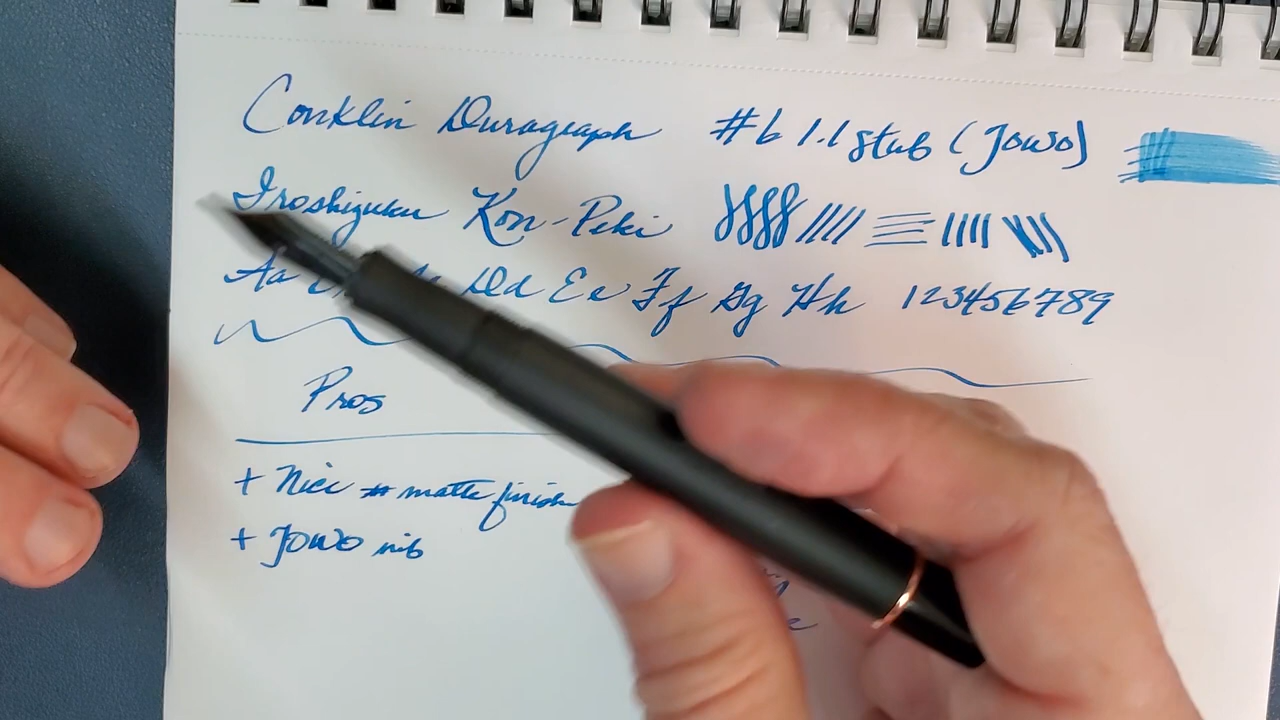 Conklin Duragraph #6 1.1 stub (Jowo)
Iroshizuku Kon-Peki
Aa Dd Ee Ff Gg Hh 123456789
Pros
+ Nice matte finish
+ Jowo nib